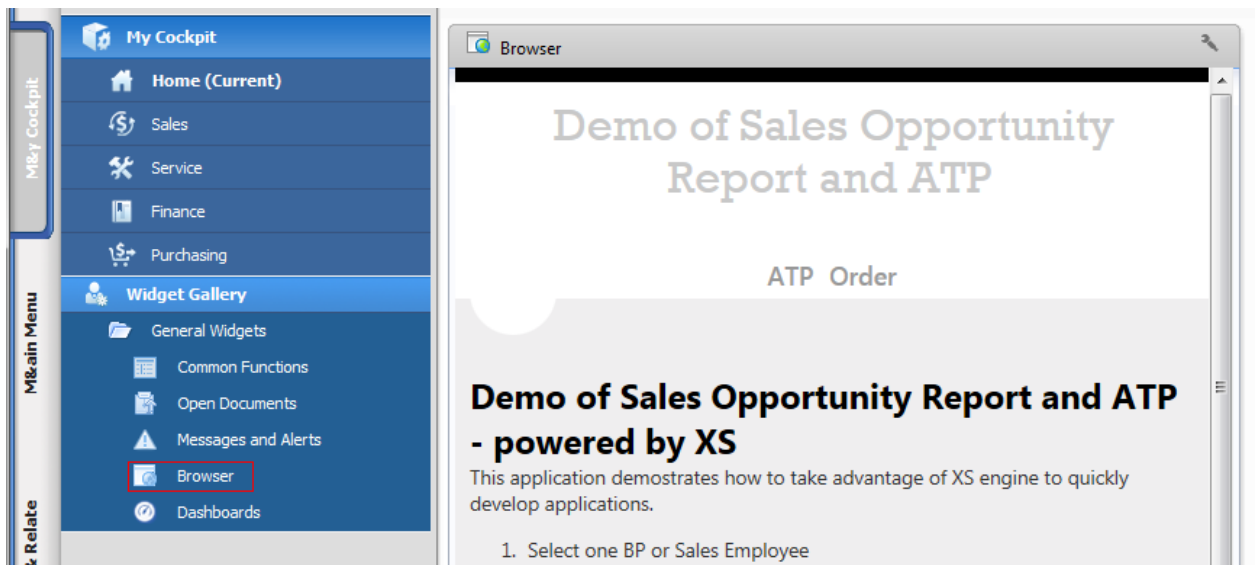 M&y Cockpit
M&ain Menu
& Relate
My Cockpit
Home (Current)
Sales
Service
Finance
Purchasing
Widget Gallery
General Widgets
Common Functions
Open Documents
Messages and Alerts
Browser
Dashboards
Browser
Demo of Sales Opportunity
Report and ATP
ATP Order
Demo of Sales Opportunity Report and ATP
- powered by XS
This application demostrates how to take advantage of XS engine to quickly
develop applications.
1. Select one BP or Sales Employee